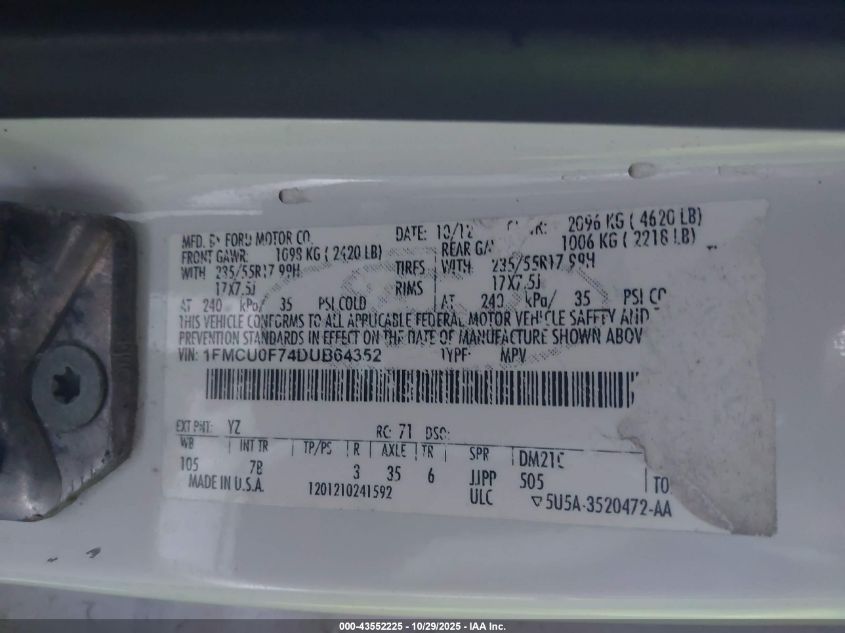 MFD. BY FORD MOTOR CO. DATE: 10/12 2096 KG ( 4620 LB)
FRONT GAWR: 1098 KG ( 2420 LB) REAR GA 1006 KG ( 2218 LB)
WITH 235/55R17 99H TIRES WITH 235/55R17 99H
17X7.5J RIMS 17X7.5J
AT 240 kPa/ 35 PSI COLD AT 240 kPa/ 35 PSI CO
THIS VEHICLE CONFORMS TO ALL APPLICABLE FEDERAL MOTOR VEHICLE SAFETY AND
PREVENTION STANDARDS IN EFFECT ON THE DATE OF MANUFACTURE SHOWN ABOV
VIN: 1FMCU0F74DUB64352 TYPE: MPV
EXT PNT: YZ RC: 71 DSO:
WB INT TR TP/PS R AXLE TR SPR DM21
105 7B 3 35 6 JJPP 505
MADE IN U.S.A. 1201210241592 ULC TO
▽5U5A-3520472-AA
000-43552225 - 10/29/2025 - IAA Inc.